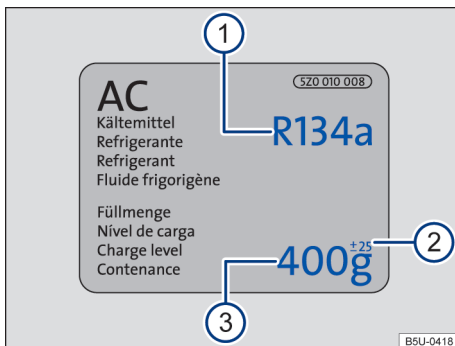 1
5Z0 010 008
AC
Kältemittel
Refrigerante
Refrigerant
Fluide frigorigène
R134a
Füllmenge
Nível de carga
Charge level
Contenance
400g ±25
2
3
B5U-0418